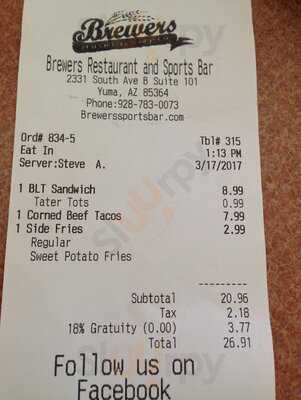 Brewers
Brewers Restaurant and Sports Bar
2331 South Ave B Suite 101
Yuma, AZ 85364
Phone:928-783-0073
Brewerssportsbar.com
Ord# 834-5 Tbl# 315
Eat In 1:13 PM
Server:Steve A. 3/17/2017
1 BLT Sandwich 8.99
Tater Tots 0.99
1 Corned Beef Tacos 7.99
1 Side Fries 2.99
Regular
Sweet Potato Fries
---------
Subtotal 20.96
Tax 2.18
18% Gratuity (0.00) 3.77
Total 26.91
Follow us on
Facebook